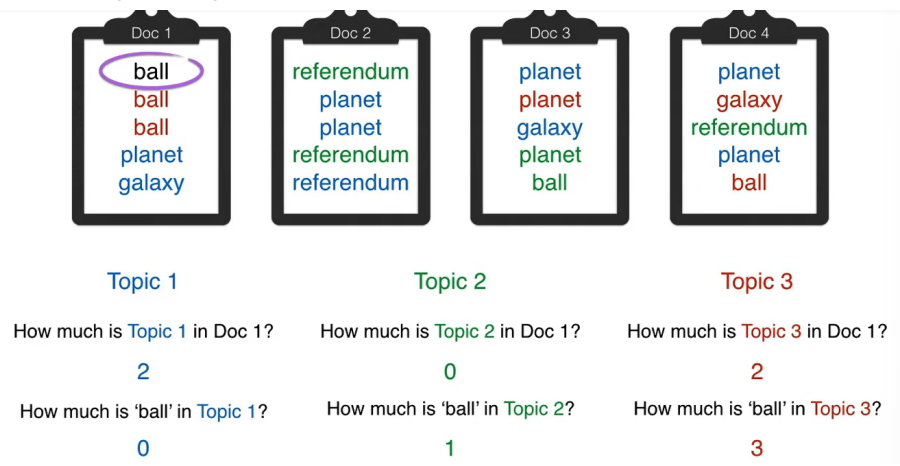 Doc 1
ball
ball
ball
planet
galaxy
Doc 2
referendum
planet
planet
referendum
referendum
Doc 3
planet
planet
galaxy
planet
ball
Doc 4
planet
galaxy
referendum
planet
ball
Topic 1
Topic 2
Topic 3
How much is Topic 1 in Doc 1?
How much is Topic 2 in Doc 1?
How much is Topic 3 in Doc 1?
2
0
2
How much is ‘ball’ in Topic 1?
How much is ‘ball’ in Topic 2?
How much is ‘ball’ in Topic 3?
0
1
3